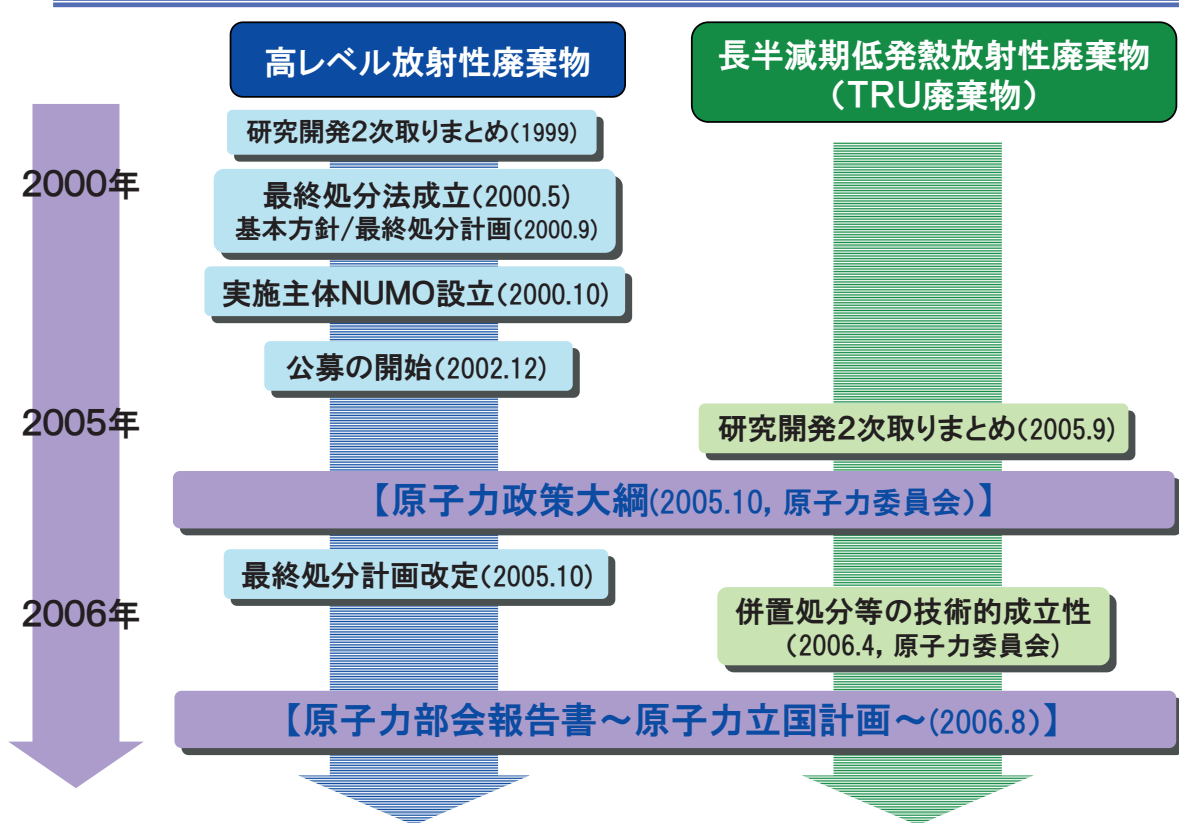 高レベル放射性廃棄物
長半減期低発熱放射性廃棄物
（TRU廃棄物）
研究開発2次取りまとめ(1999)
2000年
最終処分法成立(2000.5)
基本方針/最終処分計画(2000.9)
実施主体NUMO設立(2000.10)
公募の開始(2002.12)
2005年
研究開発2次取りまとめ(2005.9)
【原子力政策大綱(2005.10, 原子力委員会)】
最終処分計画改定(2005.10)
2006年
併置処分等の技術的成立性
(2006.4, 原子力委員会)
【原子力部会報告書～原子力立国計画～(2006.8)】